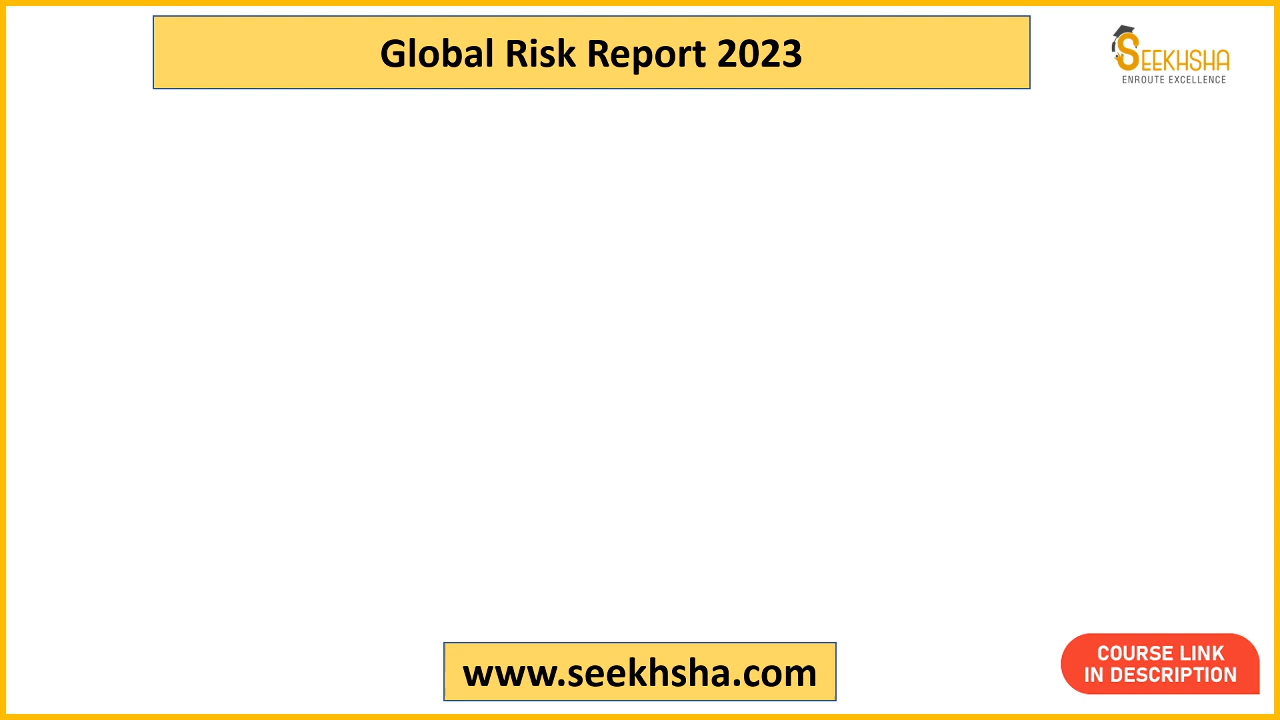 Global Risk Report 2023
SEEKHSHA
ENROUTE EXCELLENCE
www.seekhsha.com
COURSE LINK
IN DESCRIPTION